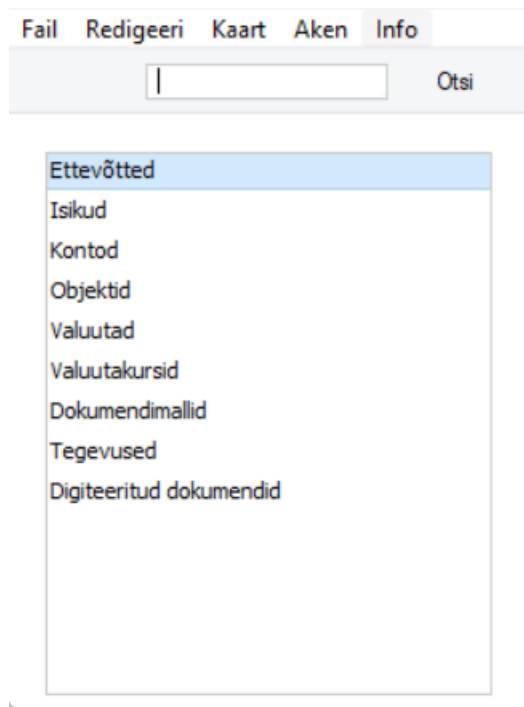 Fail Redigeeri Kaart Aken Info
Otsi
Ettevõtted
Isikud
Kontod
Objektid
Valuutad
Valuutakursid
Dokumendimallid
Tegevused
Digiteeritud dokumendid